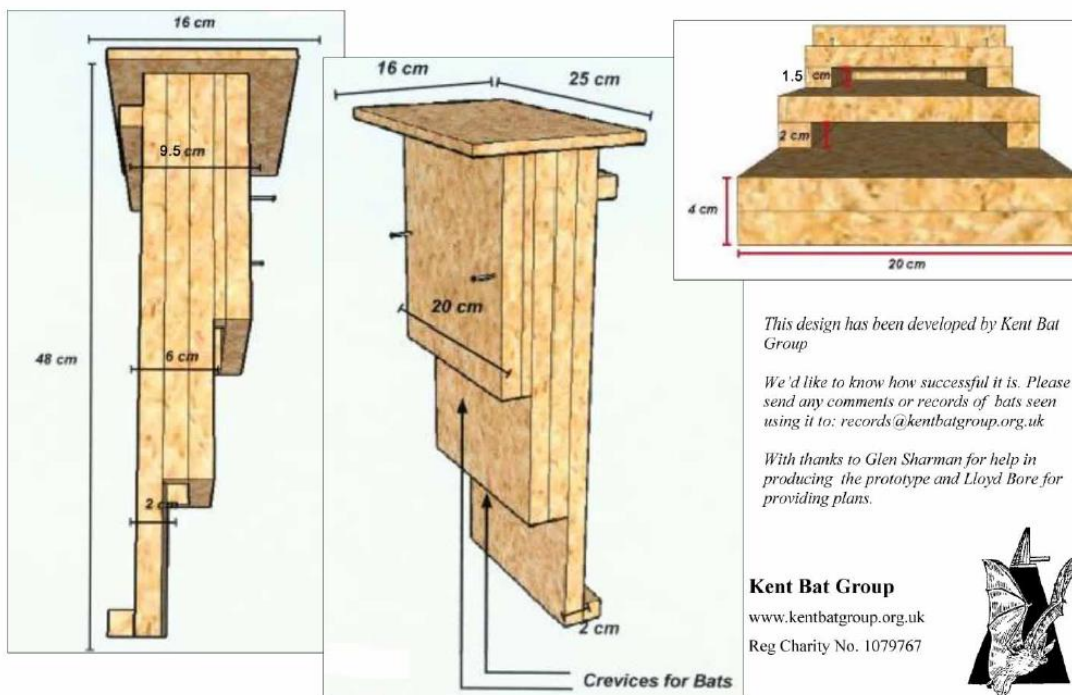 16 cm
9.5 cm
48 cm
6 cm
2 cm
16 cm
25 cm
20 cm
2 cm
Crevices for Bats
1.5 cm
2 cm
4 cm
20 cm
This design has been developed by Kent Bat
Group
We'd like to know how successful it is. Please
send any comments or records of bats seen
using it to: records@kentbatgroup.org.uk
With thanks to Glen Sharman for help in
producing the prototype and Lloyd Bore for
providing plans.
Kent Bat Group
www.kentbatgroup.org.uk
Reg Charity No. 1079767